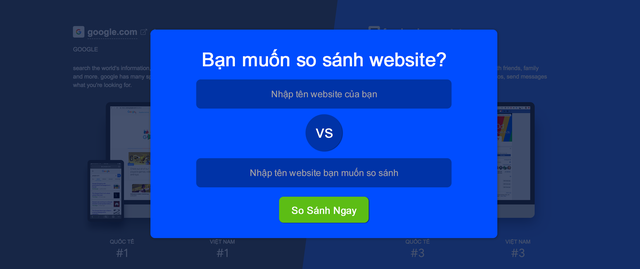 google.com
GOOGLE
search the world's information,
and more. google has many sp
what you're looking for.
h friends, family
s, send messages
Bạn muốn so sánh website?
Nhập tên website của bạn
VS
Nhập tên website bạn muốn so sánh
So Sánh Ngay
QUỐC TẾ
VIỆT NAM
QUỐC TẾ
VIỆT NAM
#1
#1
#3
#3